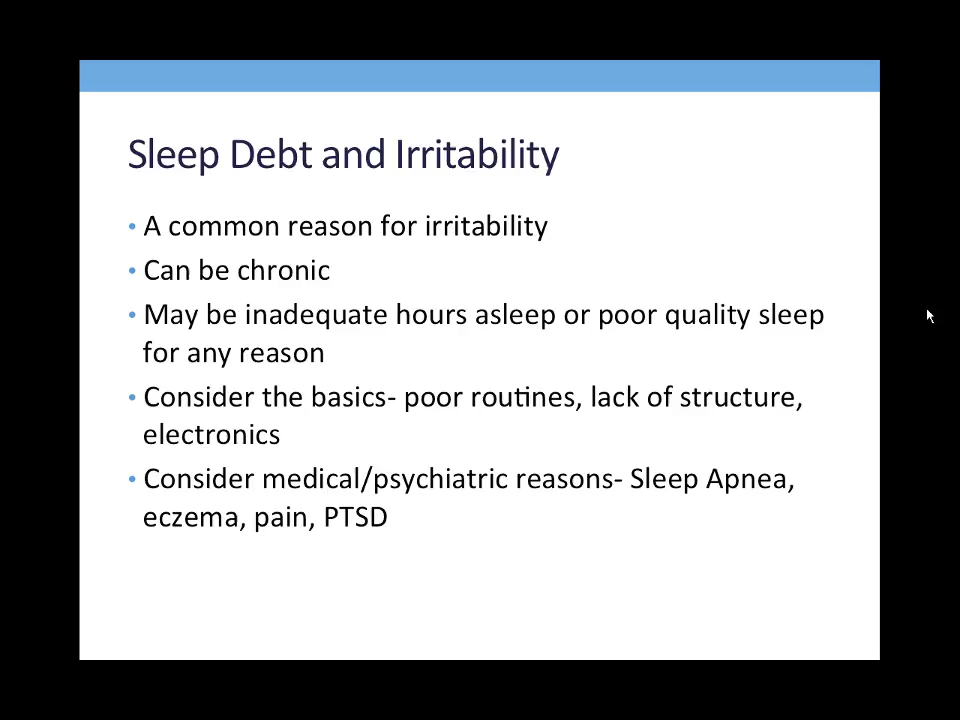 Sleep Debt and Irritability
• A common reason for irritability
• Can be chronic
• May be inadequate hours asleep or poor quality sleep
for any reason
• Consider the basics- poor routines, lack of structure,
electronics
• Consider medical/psychiatric reasons- Sleep Apnea,
eczema, pain, PTSD